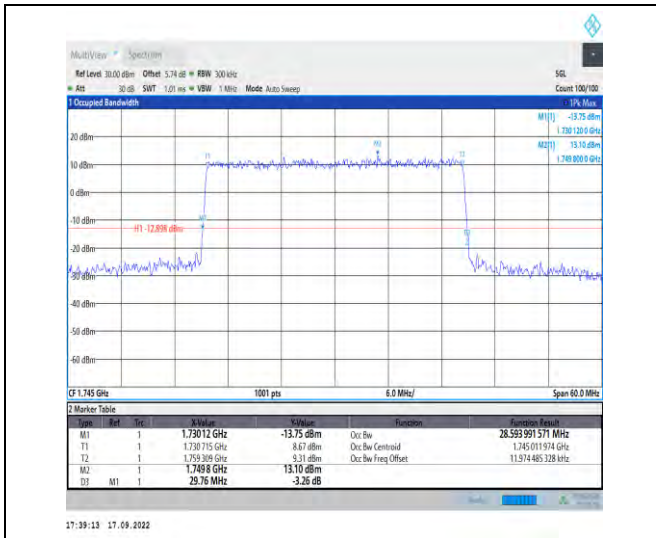 MultiView Spectrum
Ref Level 30.00 dBm Offset 5.74 dB RBW 300 kHz SGL
Att 30 dB SWT 1.01 ms VBW 1 MHz Mode Auto Sweep Count 100/100
1 Occupied Bandwidth 1Pk Max
M1[1] -13.75 dBm
1.730 120 0 GHz
M2[1] 13.10 dBm
1.749 800 0 GHz
20 dBm
M2
T1
T2
10 dBm
0 dBm
-10 dBm
M1
H1 -12.898 dBm
D3
-20 dBm
-30 dBm
-40 dBm
-50 dBm
-60 dBm
CF 1.745 GHz 1001 pts 6.0 MHz/ Span 60.0 MHz
2 Marker Table
Type Ref Trc X-Value Y-Value Function Function Result
M1 1 1.73012 GHz -13.75 dBm Occ Bw 28.593 991 571 MHz
T1 1 1.730 715 GHz 8.67 dBm Occ Bw Centroid 1.745 011 974 GHz
T2 1 1.759 309 GHz 9.31 dBm Occ Bw Freq Offset 11.974 485 328 kHz
M2 1 1.7498 GHz 13.10 dBm
D3 M1 1 29.76 MHz -3.26 dB
17:39:13 17.09.2022